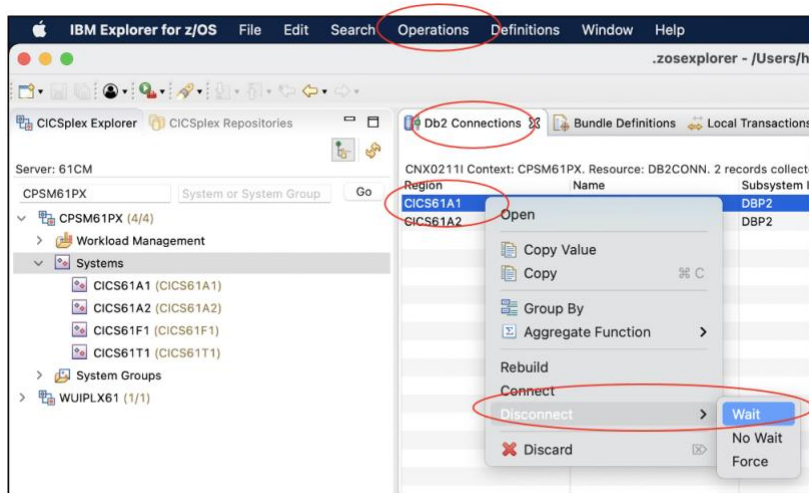 IBM Explorer for z/OS File Edit Search Operations Definitions Window Help
.zosexplorer - /Users/h
CICSplex Explorer CICSplex Repositories
Db2 Connections Bundle Definitions Local Transactions
Server: 61CM
CPSM61PX System or System Group Go
CPSM61PX (4/4)
Workload Management
Systems
CICS61A1 (CICS61A1)
CICS61A2 (CICS61A2)
CICS61F1 (CICS61F1)
CICS61T1 (CICS61T1)
System Groups
WUIPLX61 (1/1)
CNX0211I Context: CPSM61PX. Resource: DB2CONN. 2 records collect
Region Name Subsystem
CICS61A1 DBP2
CICS61A2 DBP2
Open
Copy Value
Copy ⌘ C
Group By
Aggregate Function
Rebuild
Connect
Disconnect
Discard
Wait
No Wait
Force